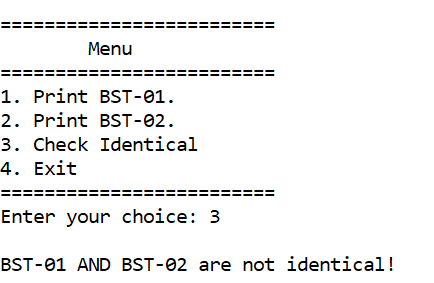 =========================
Menu
=========================
1. Print BST-01.
2. Print BST-02.
3. Check Identical
4. Exit
=========================
Enter your choice: 3
BST-01 AND BST-02 are not identical!